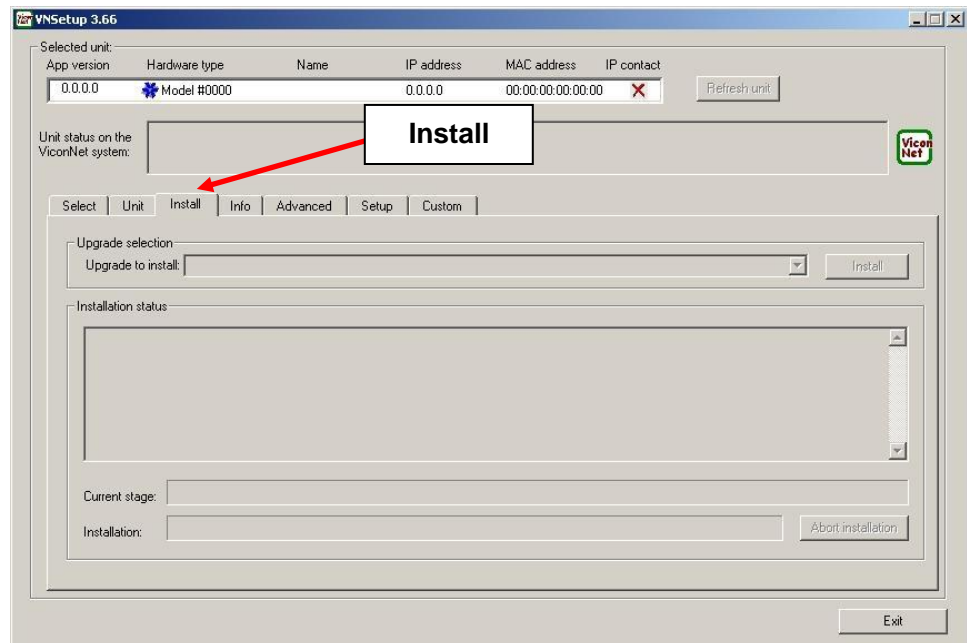 VNSetup 3.66
Selected unit:
App version Hardware type Name IP address MAC address IP contact
0.0.0.0 Model #0000 0.0.0.0 00:00:00:00:00:00 Refresh unit
Install
Unit status on the
ViconNet system:
Vicon
Net
Select Unit Install Info Advanced Setup Custom
Upgrade selection
Upgrade to install: Install
Installation status
Current stage:
Installation: Abort installation
Exit